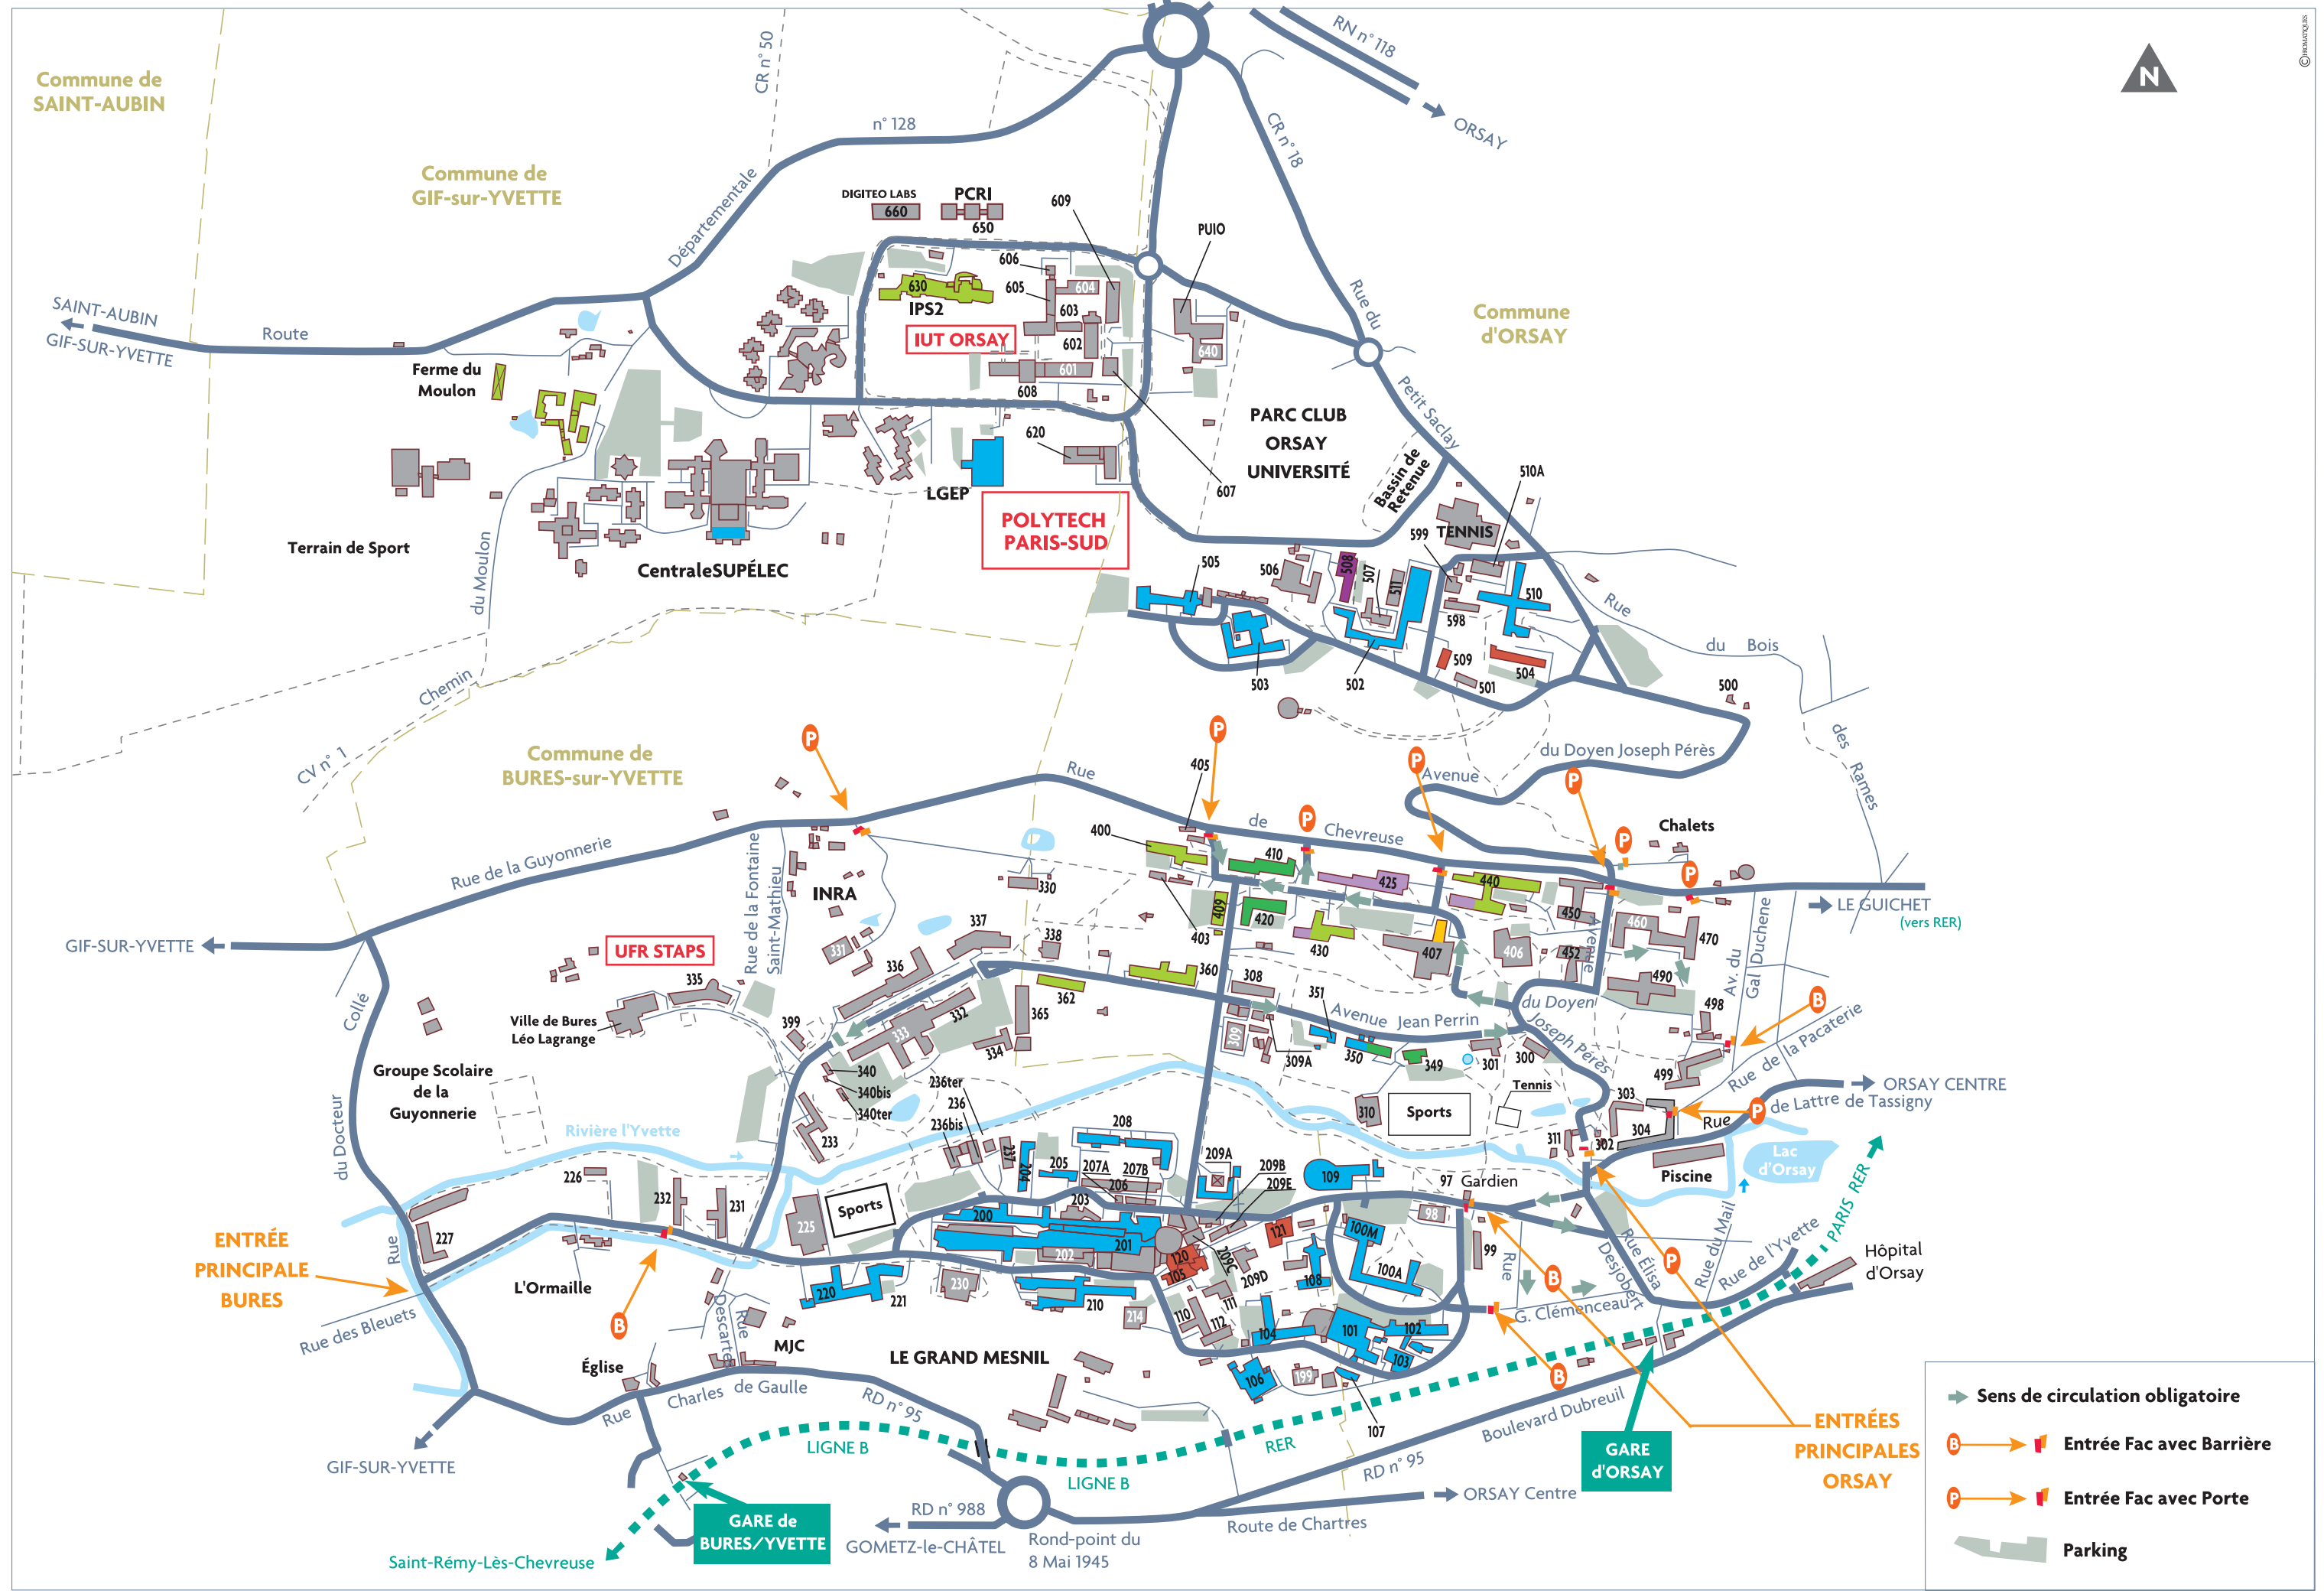 ©HROMATIQUES
Commune de
SAINT-AUBIN
CR n° 50
RN n° 118
ORSAY
N
n° 128
CR n° 18
Commune de
GIF-sur-YVETTE
Départementale
DIGITEO LABS
660
PCRI
650
609
PUIO
606
605
604
603
602
601
608
630
IPS2
IUT ORSAY
640
607
620
SAINT-AUBIN
GIF-SUR-YVETTE
Route
Rue du
Petit Saclay
Commune
d'ORSAY
Ferme du
Moulon
PARC CLUB
ORSAY
UNIVERSITÉ
Bassin de
Retenue
LGEP
POLYTECH
PARIS-SUD
Terrain de Sport
CentraleSUPÉLEC
du Moulon
Chemin
CV n° 1
510A
599
TENNIS
505
506
508
507
511
510
598
509
504
501
503
502
500
Rue
du Bois
des Rames
Commune de
BURES-sur-YVETTE
P
P
P
P
P
P
P
du Doyen Joseph Pérès
Avenue
Rue
de
Chevreuse
Chalets
405
400
410
425
440
450
460
470
409
420
430
403
407
406
452
490
498
499
Avenue
du Doyen
Joseph Pérès
LE GUICHET
(vers RER)
Av. du
Gal Duchene
Rue de la Guyonnerie
Rue de la Fontaine
Saint-Mathieu
INRA
330
331
337
338
336
335
UFR STAPS
GIF-SUR-YVETTE
Ville de Bures
Léo Lagrange
399
333
332
334
365
362
360
308
309
309A
351
350
349
Avenue Jean Perrin
301
300
303
304
302
311
310
Sports
Tennis
B
Rue de la Pacaterie
ORSAY CENTRE
P
Rue
de Lattre de Tassigny
Lac
d'Orsay
Piscine
Collé
du Docteur
Rue
Groupe Scolaire
de la
Guyonnerie
Rivière l'Yvette
340
340bis
340ter
233
236ter
236
236bis
237
204
205
208
207A
207B
206
203
200
201
202
209A
209B
209E
209C
209D
109
97
Gardien
98
99
100M
100A
121
120
105
108
110
111
112
104
101
102
103
106
199
107
226
227
232
231
225
Sports
220
221
230
210
214
ENTRÉE
PRINCIPALE
BURES
Rue des Bleuets
L'Ormaille
B
Rue
Descartes
MJC
Église
LE GRAND MESNIL
Rue
Charles de Gaulle
RD n° 95
GIF-SUR-YVETTE
LIGNE B
LIGNE B
RER
GARE de
BURES/YVETTE
Saint-Rémy-Lès-Chevreuse
RD n° 988
GOMETZ-le-CHÂTEL
Rond-point du
8 Mai 1945
Route de Chartres
ORSAY Centre
RD n° 95
Boulevard Dubreuil
GARE
d'ORSAY
Rue
G. Clémenceau
B
B
P
Rue Elisa
Desjobert
Rue du Mail
Rue de l'Yvette
PARIS RER
Hôpital
d'Orsay
ENTRÉES
PRINCIPALES
ORSAY
Sens de circulation obligatoire
B Entrée Fac avec Barrière
P Entrée Fac avec Porte
Parking